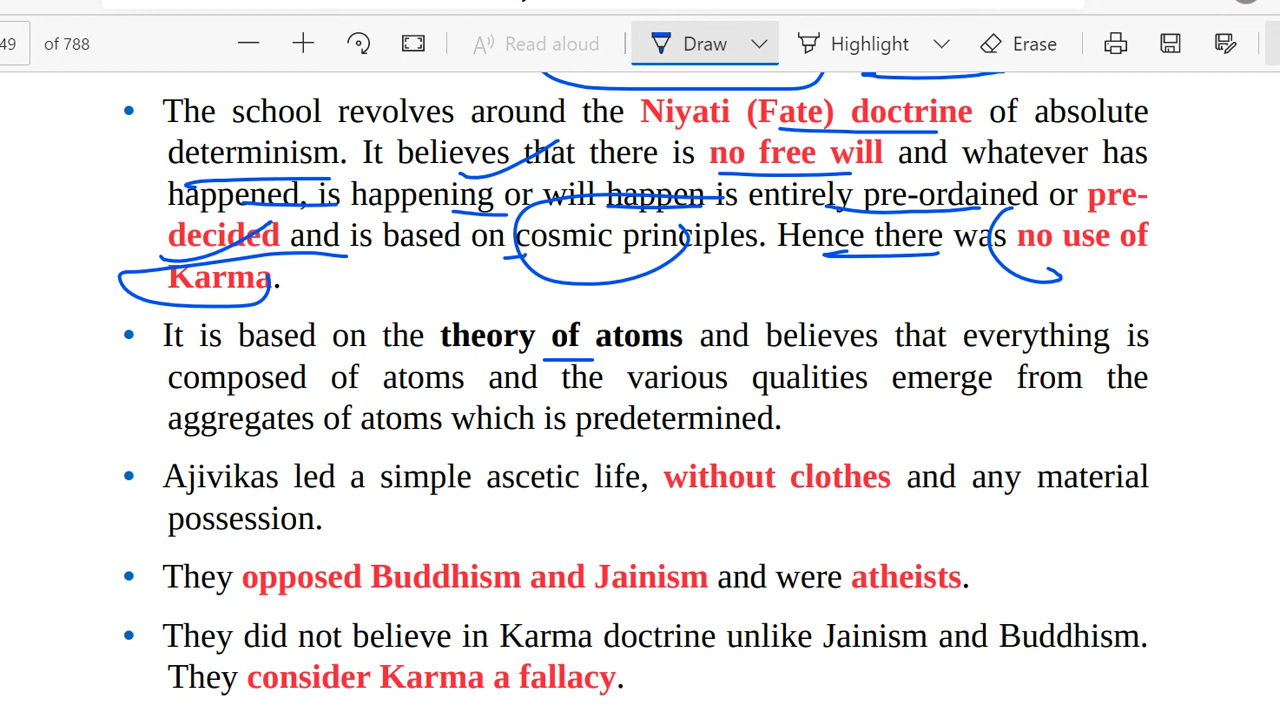 49 of 788 Read aloud Draw Highlight Erase
• The school revolves around the Niyati (Fate) doctrine of absolute
determinism. It believes that there is no free will and whatever has
happened, is happening or will happen is entirely pre-ordained or pre-
decided and is based on cosmic principles. Hence there was no use of
Karma.
• It is based on the theory of atoms and believes that everything is
composed of atoms and the various qualities emerge from the
aggregates of atoms which is predetermined.
• Ajivikas led a simple ascetic life, without clothes and any material
possession.
• They opposed Buddhism and Jainism and were atheists.
• They did not believe in Karma doctrine unlike Jainism and Buddhism.
They consider Karma a fallacy.